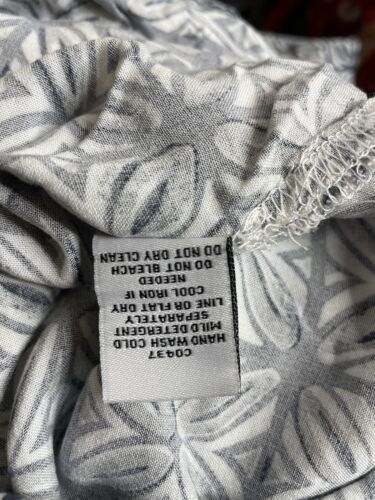 C0437
HAND WASH COLD
MILD DETERGENT
SEPARATELY
LINE OR FLAT DRY
COOL IRON IF
NEEDED
DO NOT BLEACH
DO NOT DRY CLEAN